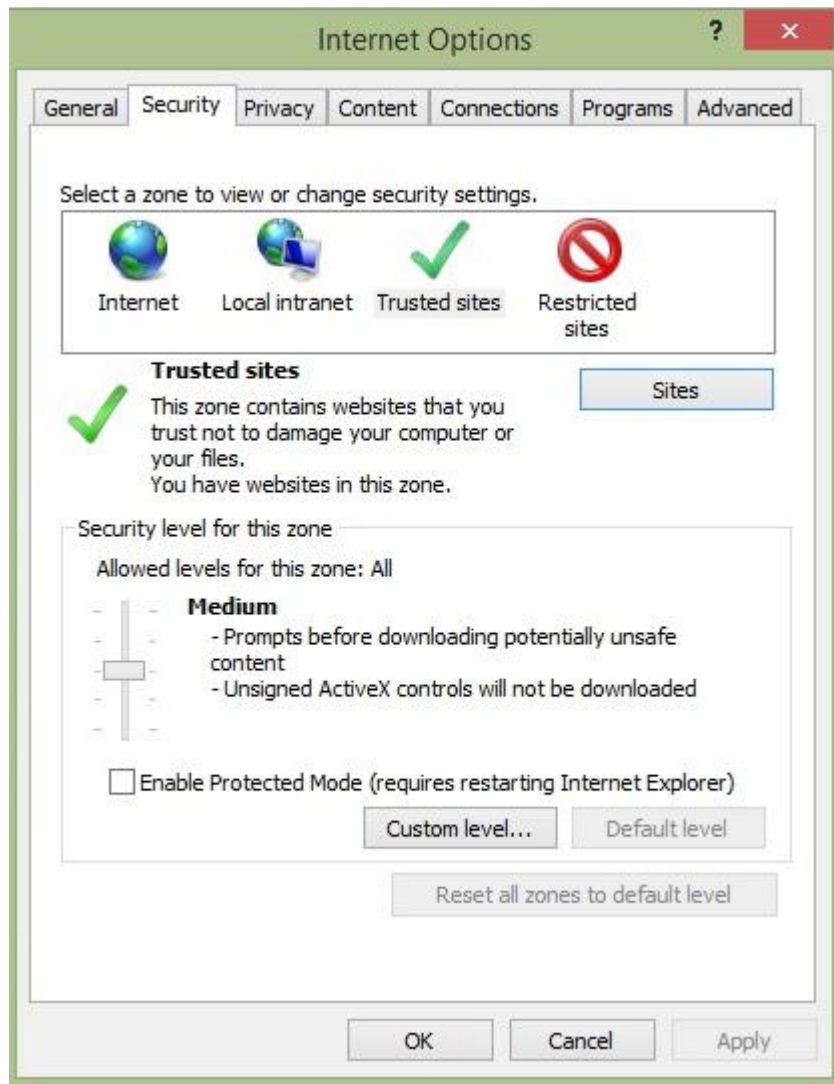 Internet Options
?
×
General Security Privacy Content Connections Programs Advanced
Select a zone to view or change security settings.
Internet Local intranet Trusted sites Restricted
sites
Trusted sites
Sites
This zone contains websites that you
trust not to damage your computer or
your files.
You have websites in this zone.
Security level for this zone
Allowed levels for this zone: All
Medium
- Prompts before downloading potentially unsafe
content
- Unsigned ActiveX controls will not be downloaded
Enable Protected Mode (requires restarting Internet Explorer)
Custom level... Default level
Reset all zones to default level
OK Cancel Apply